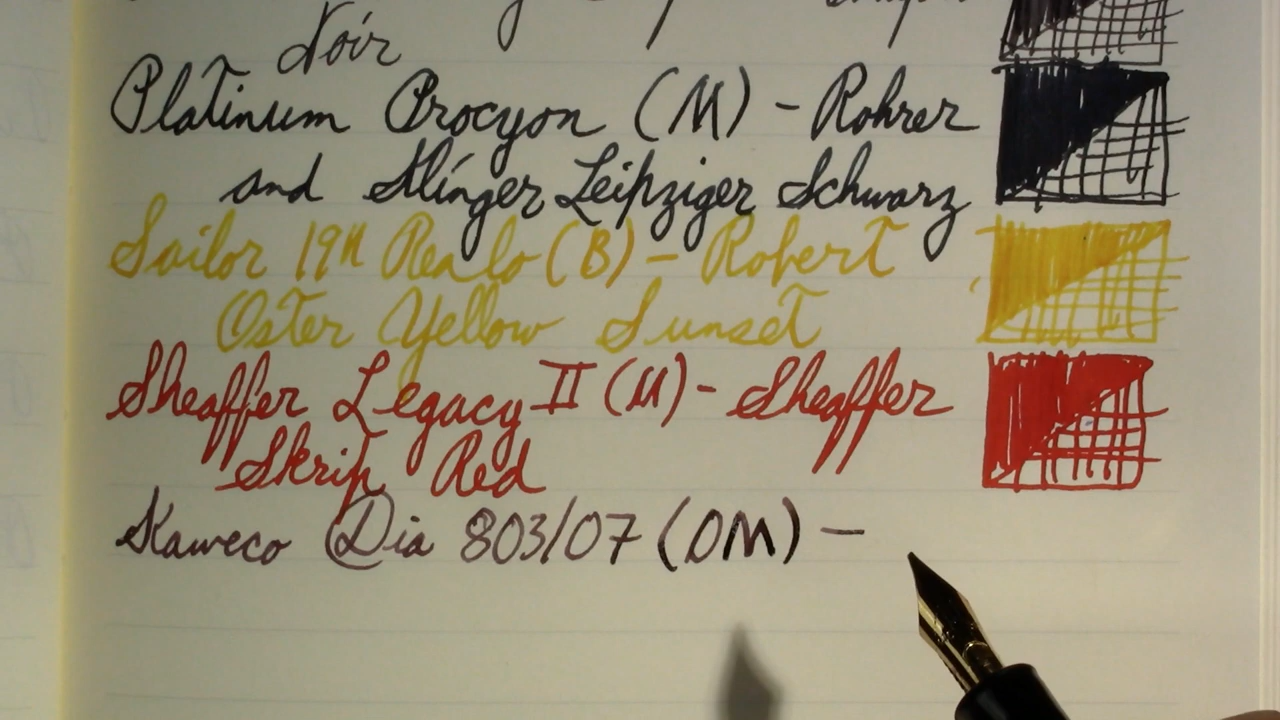 Noir
Platinum Procyon (M) - Rohrer
and Klinger Leipziger Schwarz
Sailor 1911 Realo (B) - Robert
Oster Yellow Sunset
Sheaffer Legacy II (M) - Sheaffer
Skrip Red
Kaweco Dia 803/07 (OM) -